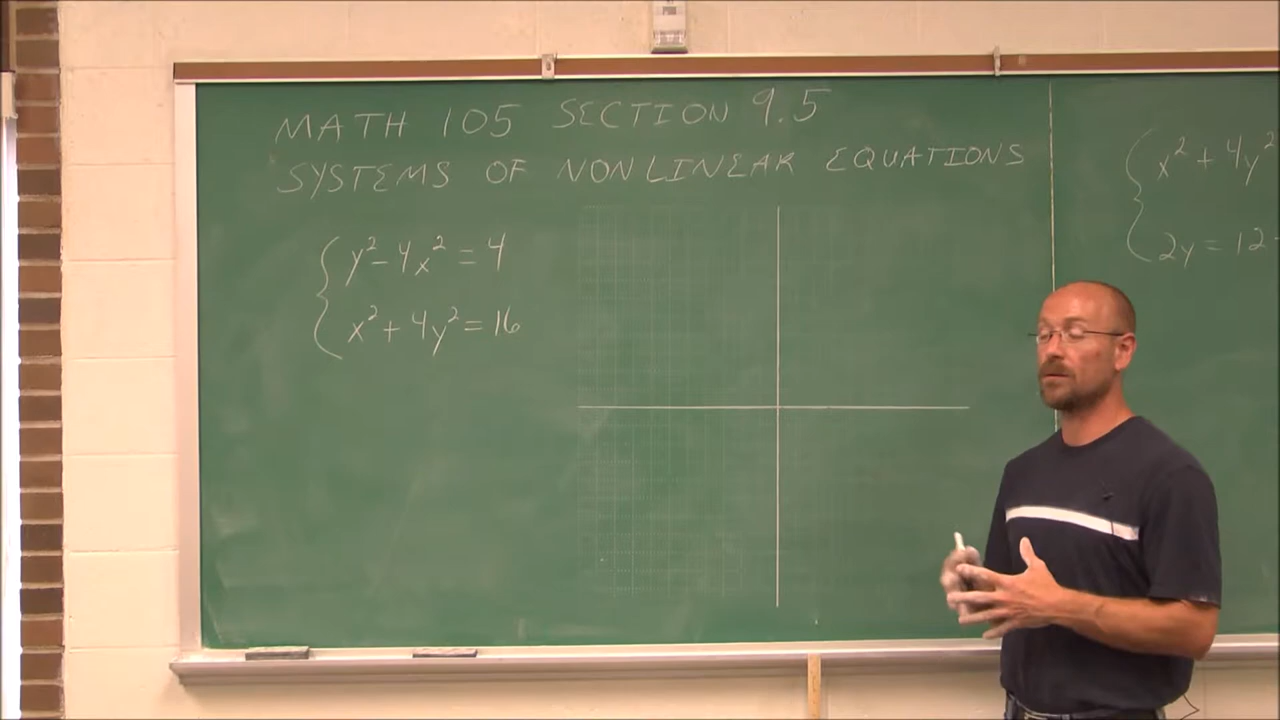 MATH 105 SECTION 9.5
SYSTEMS OF NONLINEAR EQUATIONS
y² - 4x² = 4
x² + 4y² = 16
x² + 4y²
2y = 12